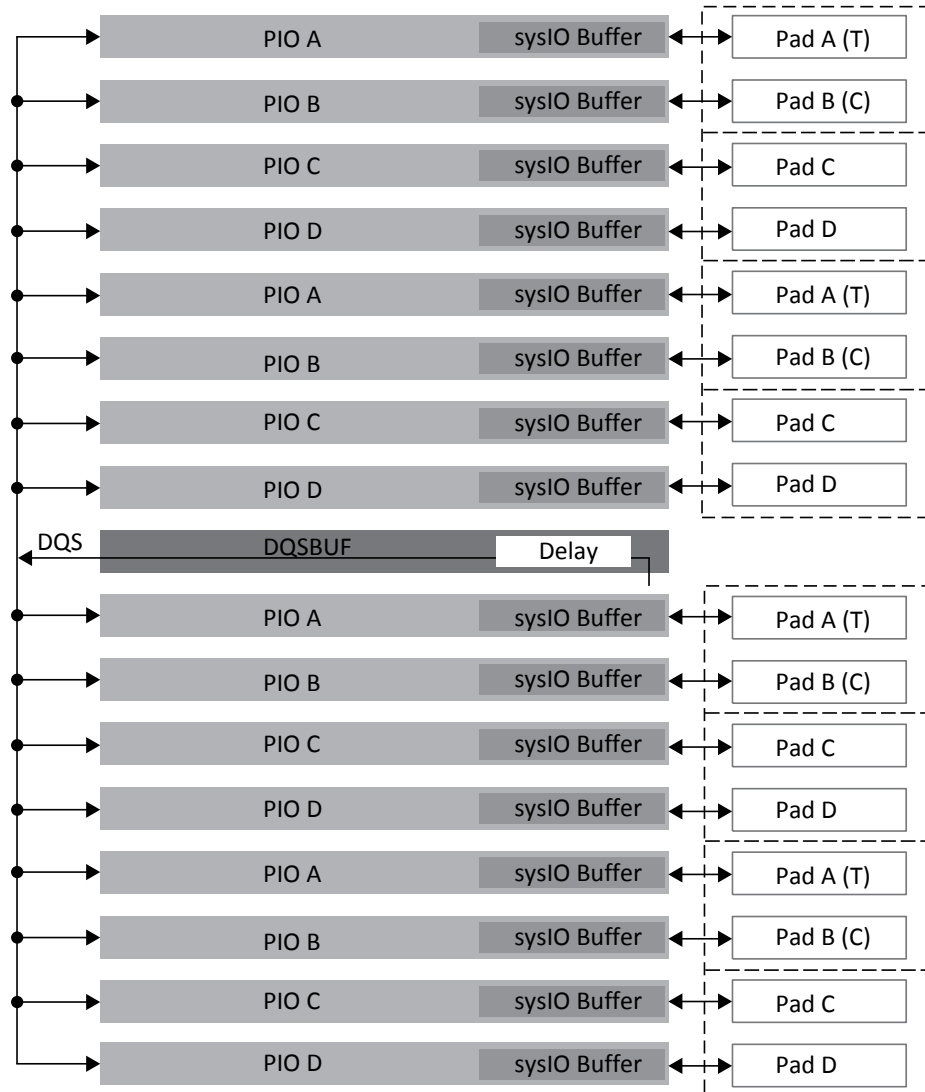 PIO A sysIO Buffer Pad A (T)
PIO B sysIO Buffer Pad B (C)
PIO C sysIO Buffer Pad C
PIO D sysIO Buffer Pad D
PIO A sysIO Buffer Pad A (T)
PIO B sysIO Buffer Pad B (C)
PIO C sysIO Buffer Pad C
PIO D sysIO Buffer Pad D
DQS DQSBUF Delay
PIO A sysIO Buffer Pad A (T)
PIO B sysIO Buffer Pad B (C)
PIO C sysIO Buffer Pad C
PIO D sysIO Buffer Pad D
PIO A sysIO Buffer Pad A (T)
PIO B sysIO Buffer Pad B (C)
PIO C sysIO Buffer Pad C
PIO D sysIO Buffer Pad D